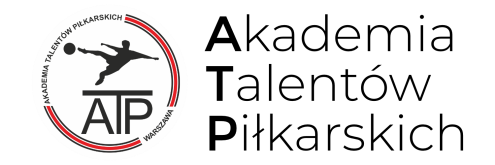 AKADEMIA TALENTÓW PIŁKARSKICH
ATP
WARSZAWA
Akademia
Talentów
Piłkarskich